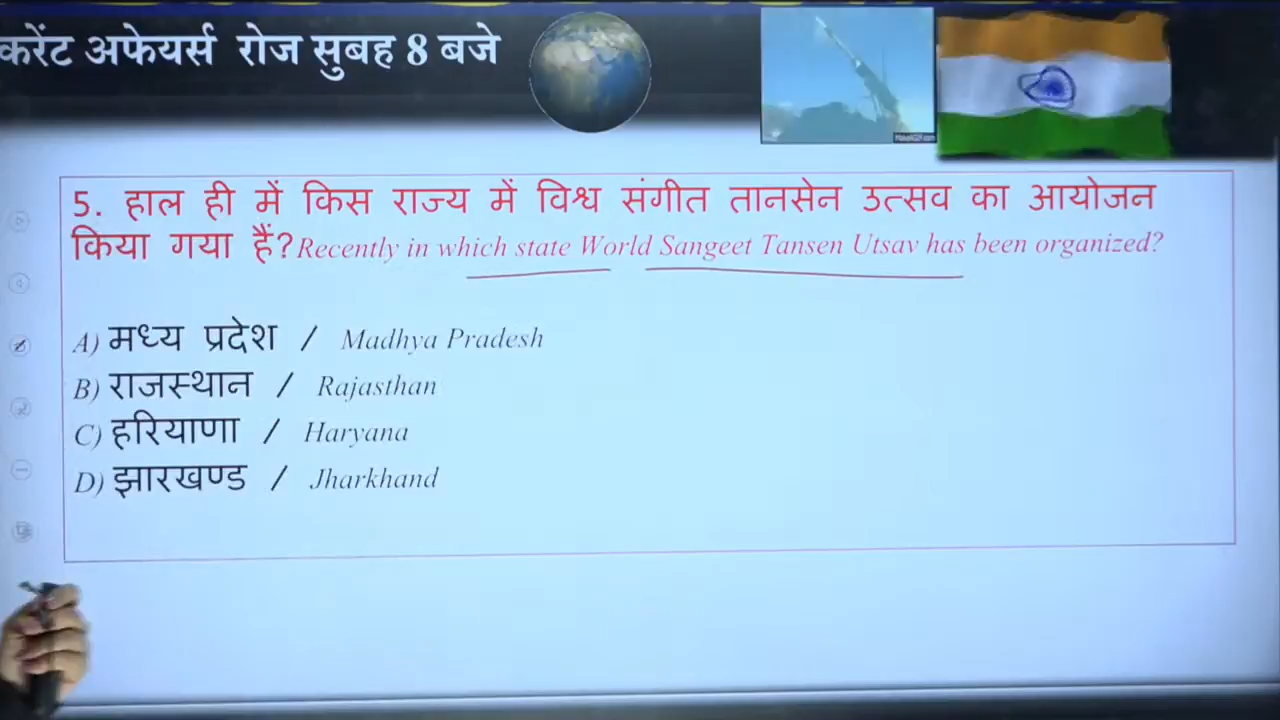 करेंट अफेयर्स रोज सुबह 8 बजे
5. हाल ही में किस राज्य में विश्व संगीत तानसेन उत्सव का आयोजन
किया गया हैं?Recently in which state World Sangeet Tansen Utsav has been organized?
A) मध्य प्रदेश / Madhya Pradesh
B) राजस्थान / Rajasthan
C) हरियाणा / Haryana
D) झारखण्ड / Jharkhand